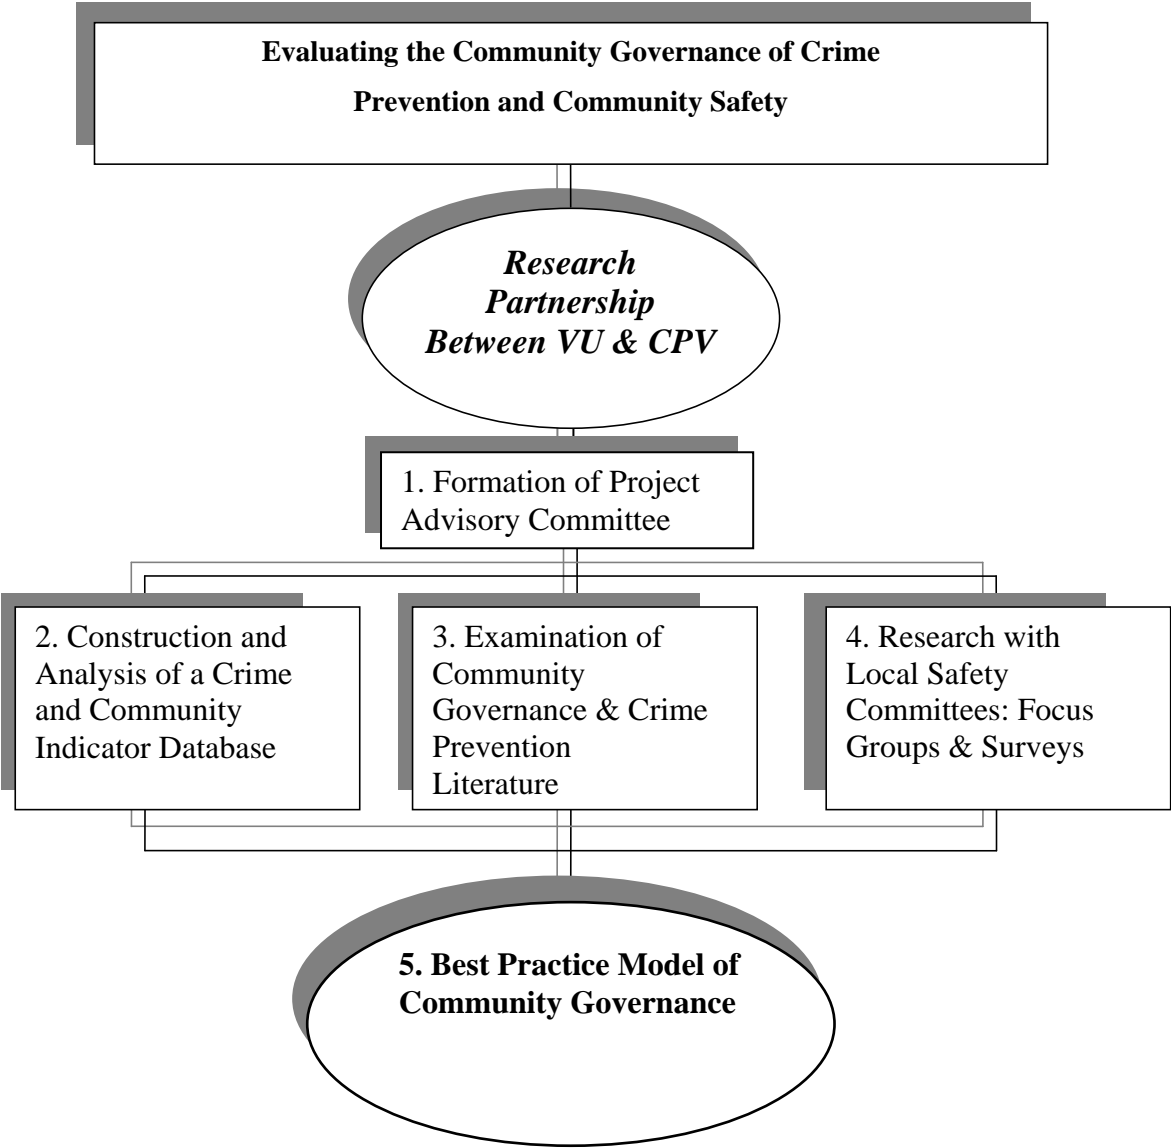 Evaluating the Community Governance of Crime
Prevention and Community Safety
Research
Partnership
Between VU & CPV
1. Formation of Project
Advisory Committee
2. Construction and
Analysis of a Crime
and Community
Indicator Database
3. Examination of
Community
Governance & Crime
Prevention
Literature
4. Research with
Local Safety
Committees: Focus
Groups & Surveys
5. Best Practice Model of
Community Governance